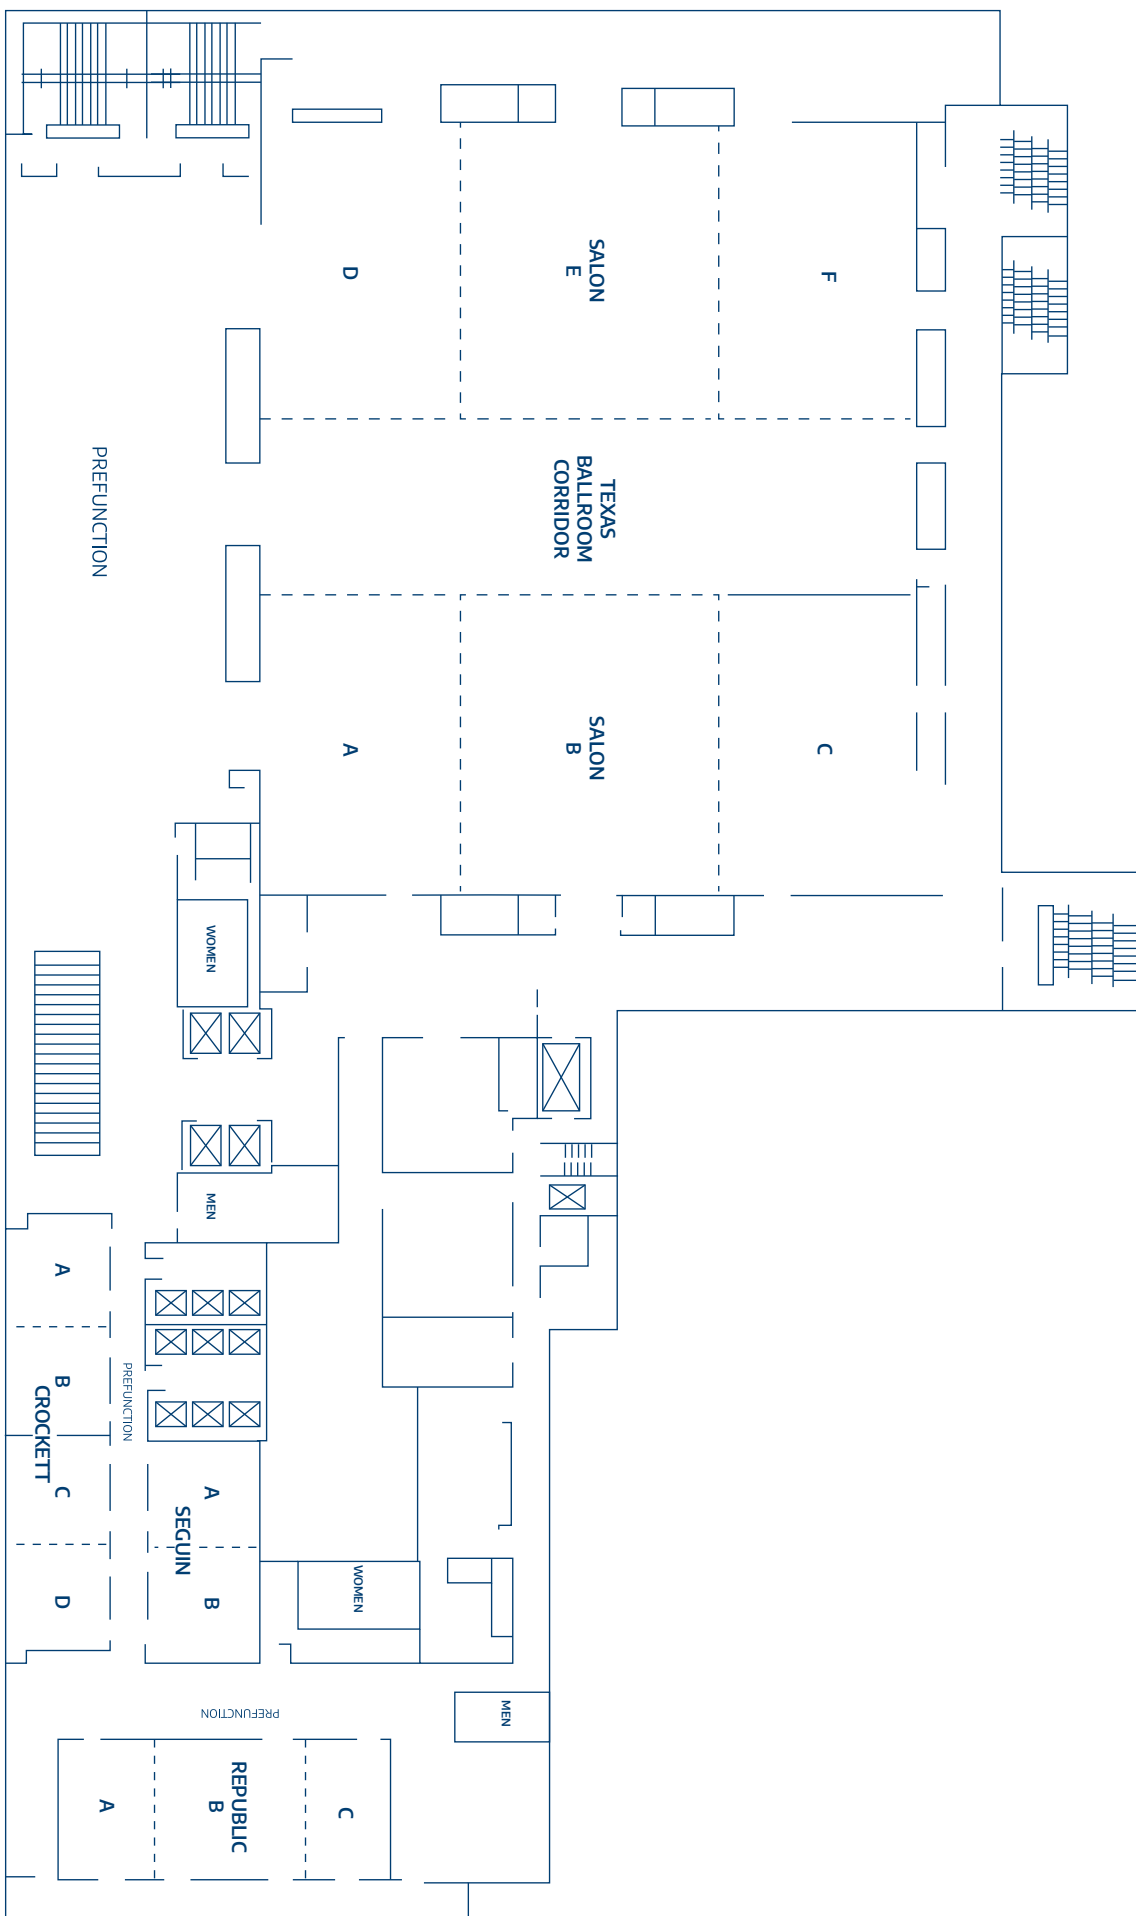 D
SALON
E
F
PREFUNCTION
TEXAS
BALLROOM
CORRIDOR
A
SALON
B
C
WOMEN
MEN
A
B
CROCKETT
C
D
PREFUNCTION
A
SEGUIN
B
WOMEN
PREFUNCTION
MEN
A
REPUBLIC
B
C